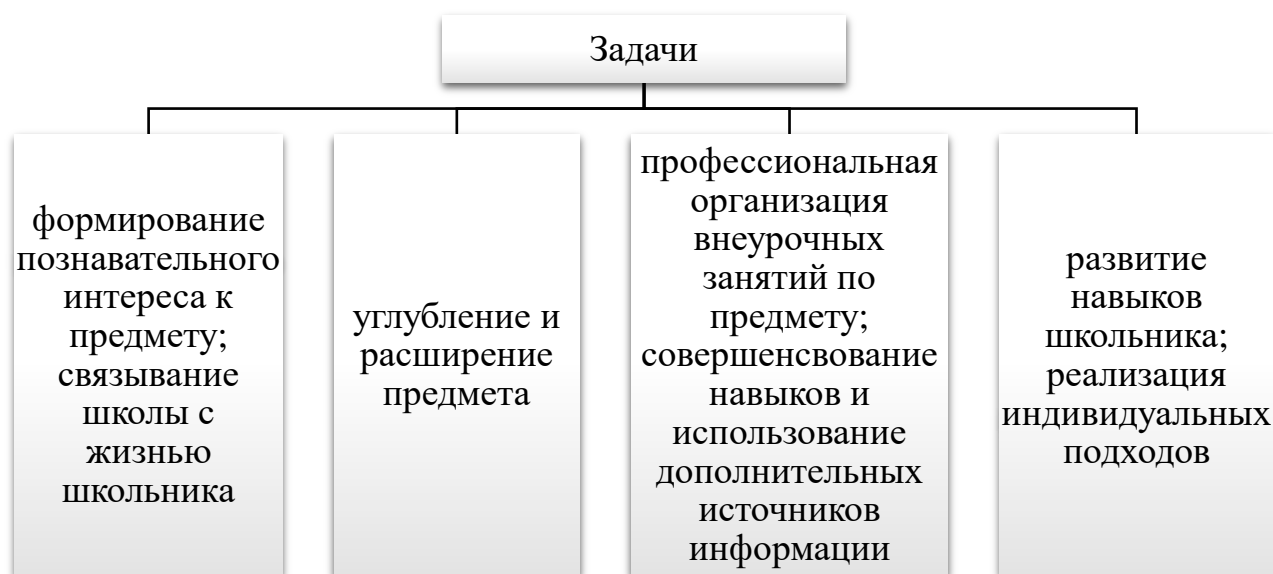 Задачи
формирование
познавательного
интереса к
предмету;
связывание
школы с
жизнью
школьника
углубление и
расширение
предмета
профессиональная
организация
внеурочных
занятий по
предмету;
совершенсвование
навыков и
использование
дополнительных
источников
информации
развитие
навыков
школьника;
реализация
индивидуальных
подходов